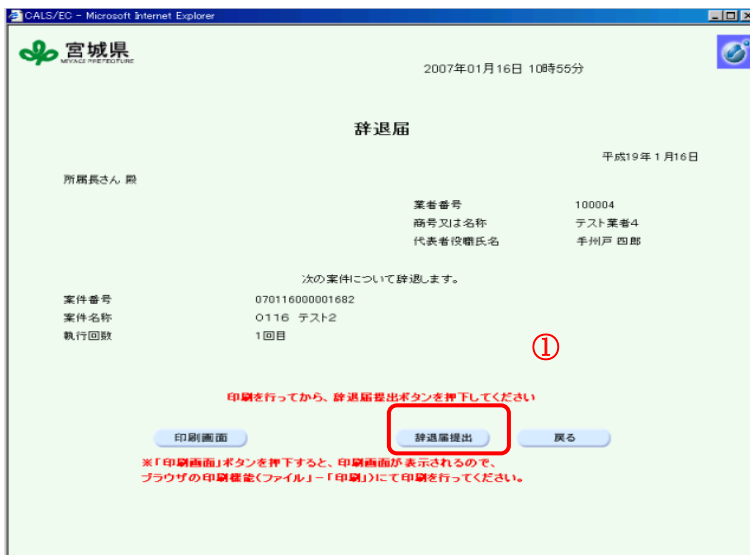 CALS/EC - Microsoft Internet Explorer
宮城県
MIYAGI PREFECTURE
2007年01月16日 10時55分
辞退届
平成19年1月16日
所属長さん 殿
業者番号 100004
商号又は名称 テスト業者4
代表者役職氏名 手州戸 四郎
次の案件について辞退します。
案件番号 070116000001682
案件名称 0116 テスト2
執行回数 1回目
①
印刷を行ってから、辞退届提出ボタンを押下してください
印刷画面 辞退届提出 戻る
※「印刷画面」ボタンを押下すると、印刷画面が表示されるので、
ブラウザの印刷機能(ファイル」-「印刷」)にて印刷を行ってください。